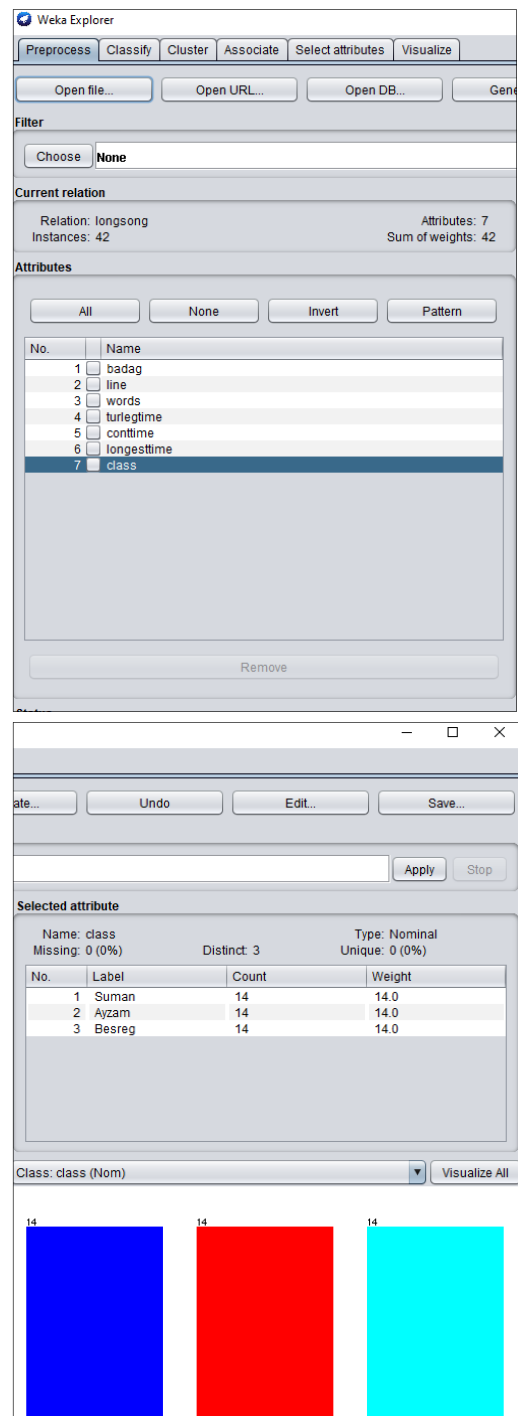 Weka Explorer
Preprocess Classify Cluster Associate Select attributes Visualize
Open file... Open URL... Open DB... Gene
Filter
Choose None
Current relation
Relation: longsong Attributes: 7
Instances: 42 Sum of weights: 42
Attributes
All None Invert Pattern
No. Name
1 badag
2 line
3 words
4 turlegtime
5 conttime
6 longesttime
7 class
Remove
ate... Undo Edit... Save...
Apply Stop
Selected attribute
Name: class Type: Nominal
Missing: 0 (0%) Distinct: 3 Unique: 0 (0%)
No. Label Count Weight
1 Suman 14 14.0
2 Ayzam 14 14.0
3 Besreg 14 14.0
Class: class (Nom) Visualize All
14 14 14